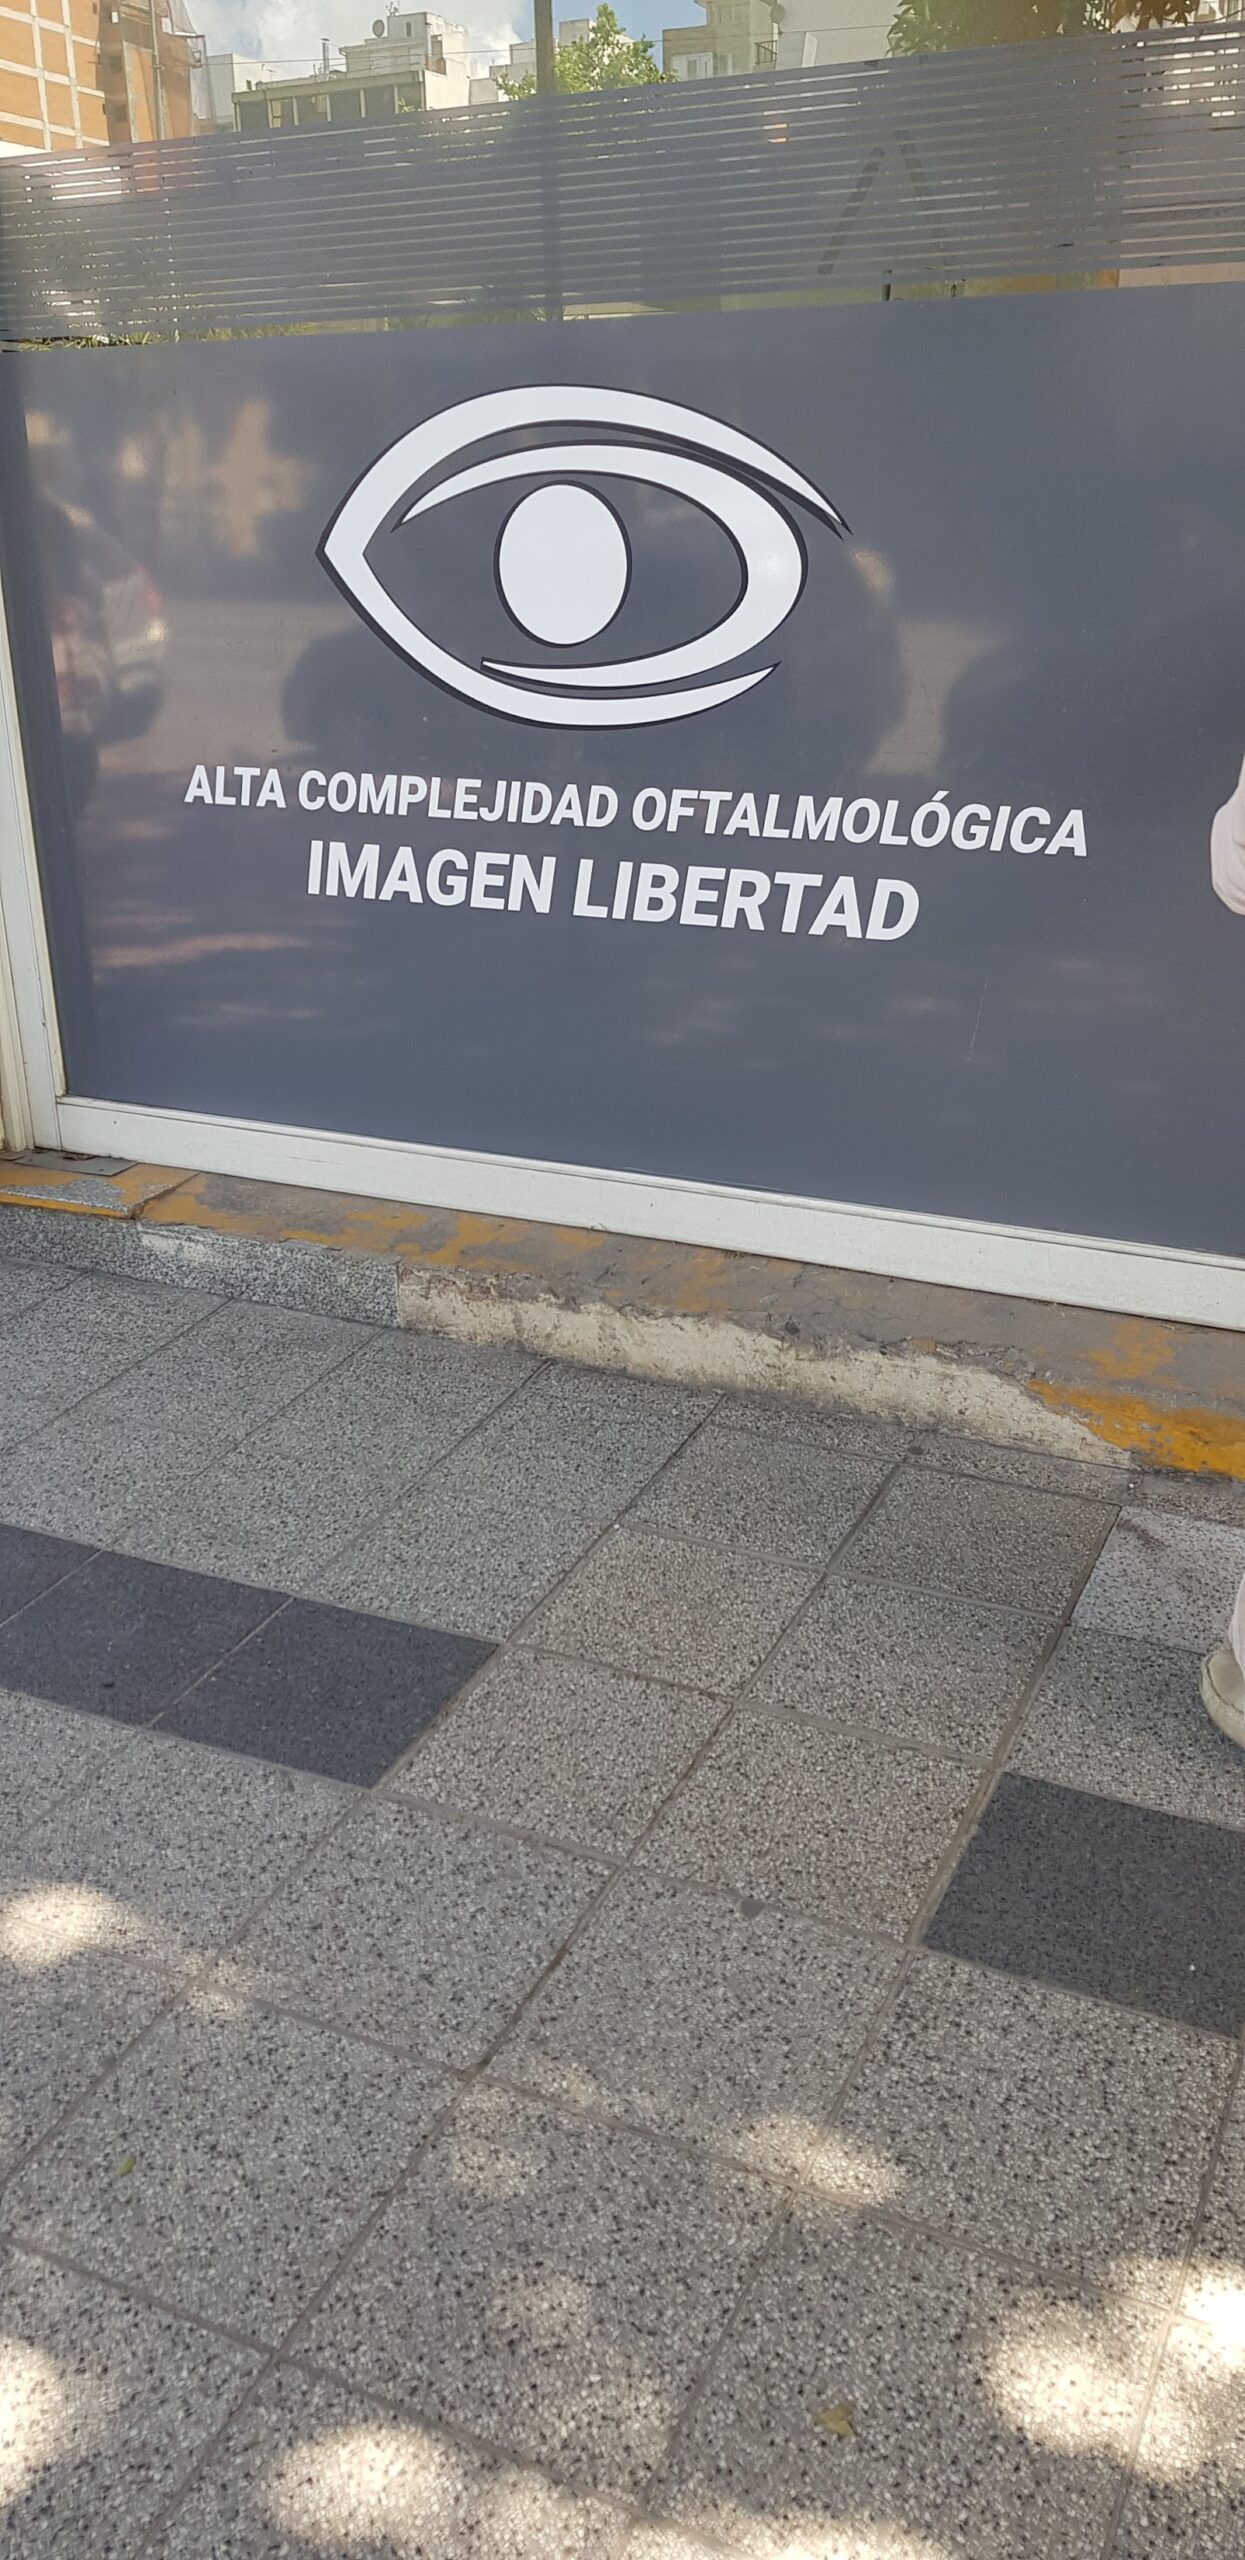 ALTA COMPLEJIDAD OFTALMOLÓGICA
IMAGEN LIBERTAD